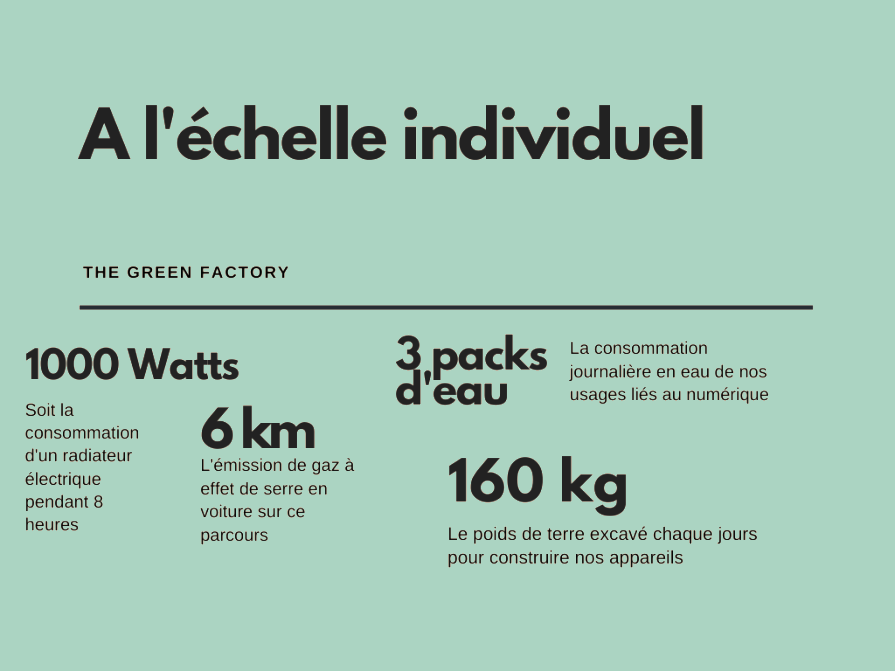 A l'échelle individuel
THE GREEN FACTORY
1000 Watts
Soit la
consommation
d'un radiateur
électrique
pendant 8
heures
6 km
L'émission de gaz à
effet de serre en
voiture sur ce
parcours
3 packs
d'eau
La consommation
journalière en eau de nos
usages liés au numérique
160 kg
Le poids de terre excavé chaque jours
pour construire nos appareils